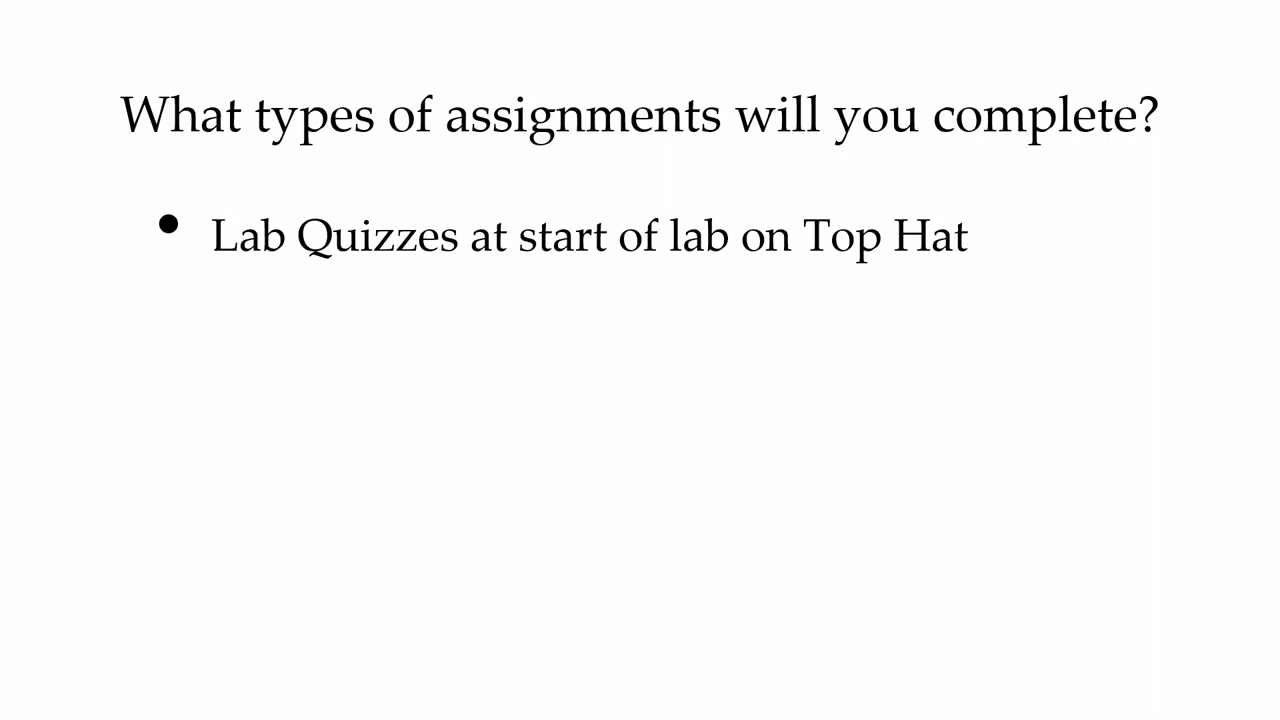 What types of assignments will you complete?
• Lab Quizzes at start of lab on Top Hat